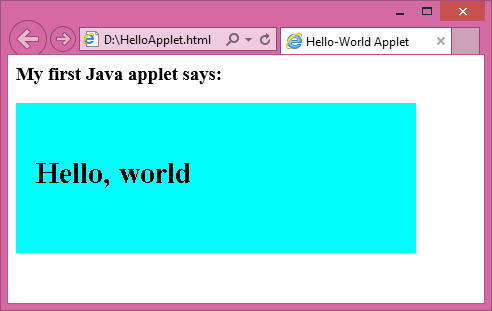 D:\HelloApplet.html
Hello-World Applet
My first Java applet says:
Hello, world